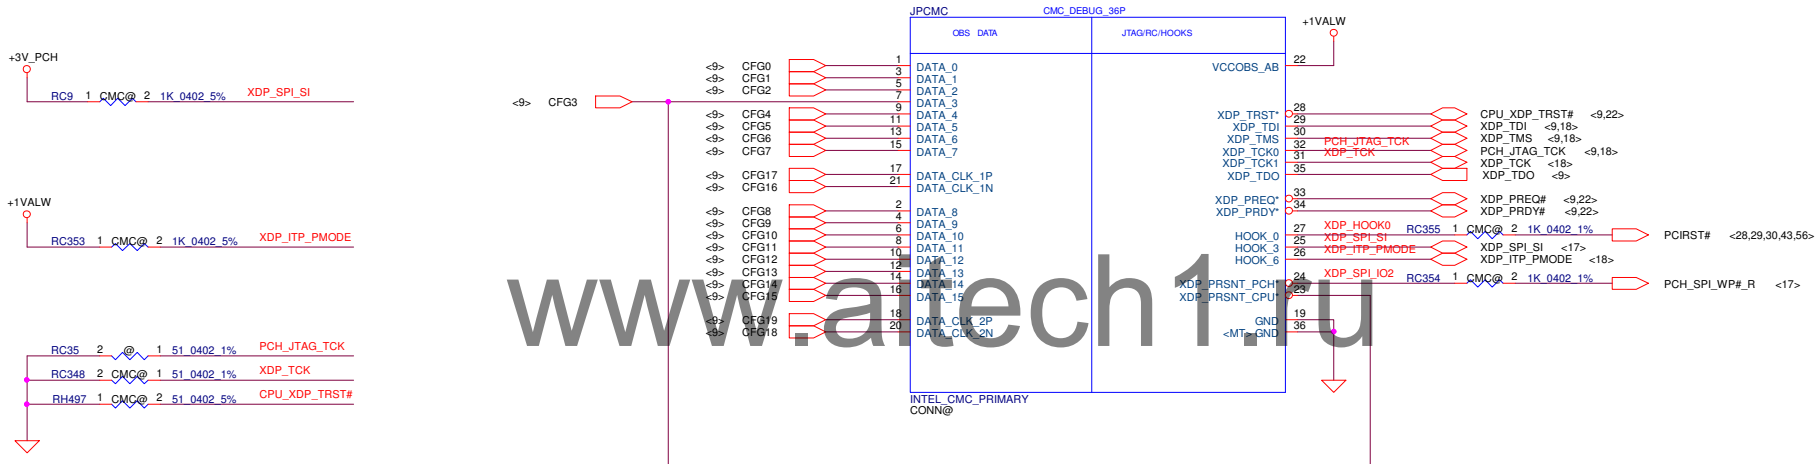 JPCMC
CMC_DEBUG_36P
+1VALW
OBS DATA
JTAG/RC/HOOKS
+3V_PCH
RC9 1 CMC@ 2 1K_0402_5% XDP_SPI_SI
+1VALW
RC353 1 CMC@ 2 1K_0402_5% XDP_ITP_PMODE
RC35 2 @ 1 51_0402_1% PCH_JTAG_TCK
RC348 2 CMC@ 1 51_0402_1% XDP_TCK
RH497 1 CMC@ 2 51_0402_5% CPU_XDP_TRST#
<9> CFG0 1 DATA_0
<9> CFG1 3 DATA_1
<9> CFG2 5 DATA_2
<9> CFG3 7 DATA_3
<9> CFG4 9 DATA_4
<9> CFG5 11 DATA_5
<9> CFG6 13 DATA_6
<9> CFG7 15 DATA_7
<9> CFG17 17 DATA_CLK_1P
<9> CFG16 21 DATA_CLK_1N
<9> CFG8 2 DATA_8
<9> CFG9 4 DATA_9
<9> CFG10 6 DATA_10
<9> CFG11 8 DATA_11
<9> CFG12 10 DATA_12
<9> CFG13 12 DATA_13
<9> CFG14 14 DATA_14
<9> CFG15 16 DATA_15
<9> CFG19 18 DATA_CLK_2P
<9> CFG18 20 DATA_CLK_2N
VCCOBS_AB 22
XDP_TRST* 28 CPU_XDP_TRST# <9,22>
XDP_TDI 29 XDP_TDI <9,18>
XDP_TMS 30 XDP_TMS <9,18>
XDP_TCK0 32 PCH_JTAG_TCK PCH_JTAG_TCK <9,18>
XDP_TCK1 31 XDP_TCK XDP_TCK <18>
XDP_TDO 35 XDP_TDO <9>
XDP_PREQ* 33 XDP_PREQ# <9,22>
XDP_PRDY* 34 XDP_PRDY# <9,22>
HOOK_0 27 XDP_HOOK0 RC355 1 CMC@ 2 1K_0402_1% PCIRST# <28,29,30,43,56>
HOOK_3 25 XDP_SPI_SI XDP_SPI_SI <17>
HOOK_6 26 XDP_ITP_PMODE XDP_ITP_PMODE <18>
XDP_PRSNT_PCH* 24 XDP_SPI_IO2 RC354 1 CMC@ 2 1K_0402_1% PCH_SPI_WP#_R <17>
XDP_PRSNT_CPU* 23
GND 19
<MT>GND 36
www.aitech1.ru
INTEL_CMC_PRIMARY
CONN@